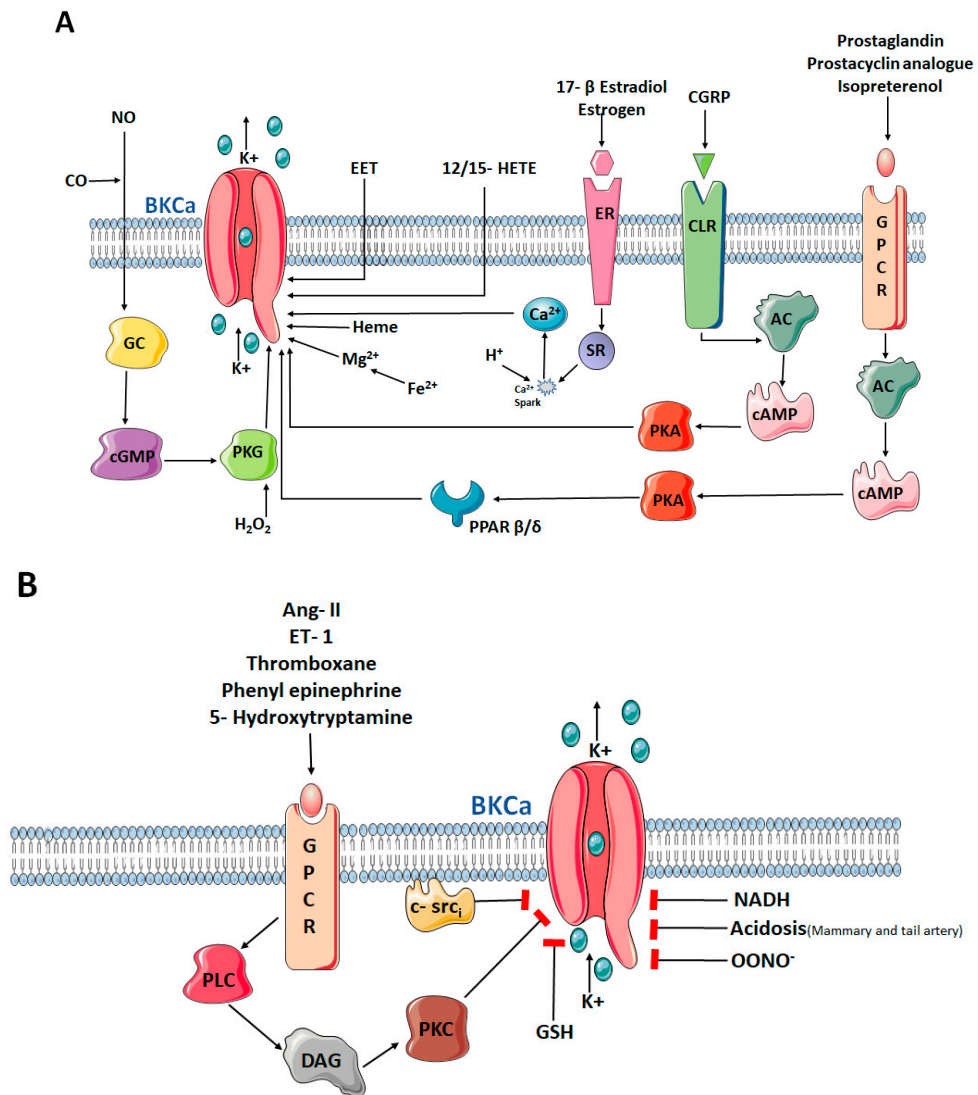 A
Prostaglandin
Prostacyclin analogue
Isopreterenol
17- β Estradiol
Estrogen
CGRP
NO
K+
EET
12/15- HETE
CO
BKCa
ER
CLR
G
P
C
R
Ca²⁺
AC
Heme
GC
H⁺
SR
Mg²⁺
K+
Fe²⁺
Ca²⁺
Spark
AC
cAMP
PKA
cGMP
PKG
cAMP
PKA
H₂O₂
PPAR β/δ
B
Ang- II
ET- 1
Thromboxane
Phenyl epinephrine
5- Hydroxytryptamine
K+
BKCa
G
P
C
R
c- srcᵢ
NADH
Acidosis(Mammary and tail artery)
OONO⁻
PLC
K+
PKC
GSH
DAG